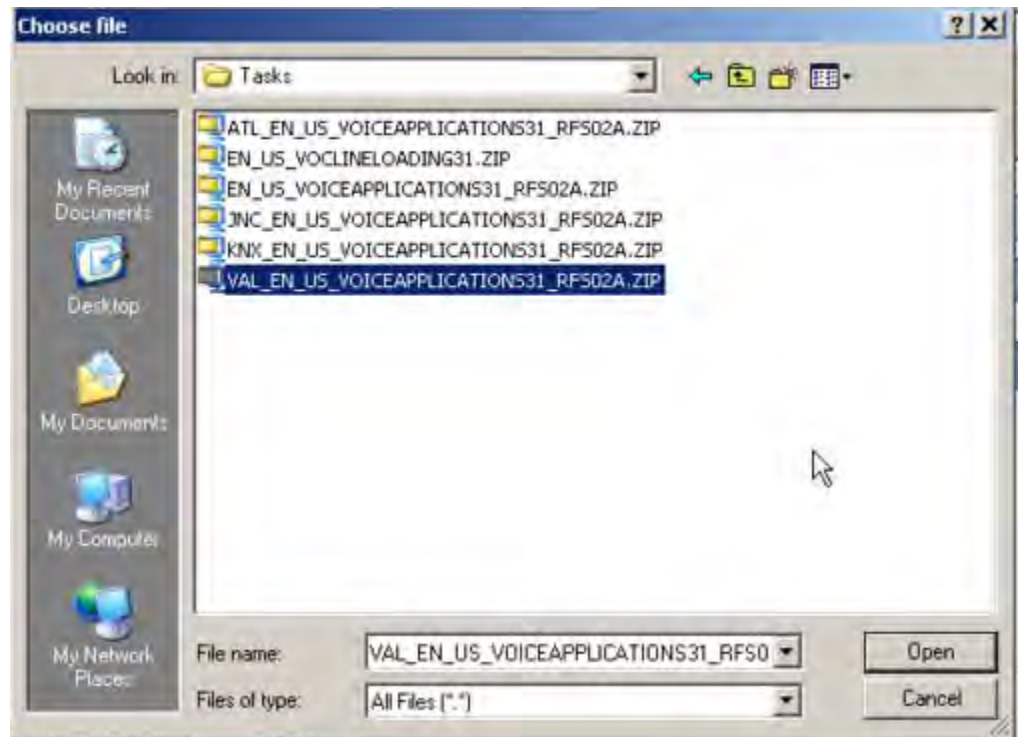 Choose file
Look in:
Tasks
My Recent
Documents
Desktop
My Documents
My Computer
My Network
Places
ATL_EN_US_VOICEAPPLICATIONS31_RFS02A.ZIP
EN_US_VOCLINELOADING31.ZIP
EN_US_VOICEAPPLICATIONS31_RFS02A.ZIP
JNC_EN_US_VOICEAPPLICATIONS31_RFS02A.ZIP
KNX_EN_US_VOICEAPPLICATIONS31_RFS02A.ZIP
VAL_EN_US_VOICEAPPLICATIONS31_RFS02A.ZIP
File name:
VAL_EN_US_VOICEAPPLICATIONS31_RFS0
Open
Files of type:
All Files (*.*)
Cancel